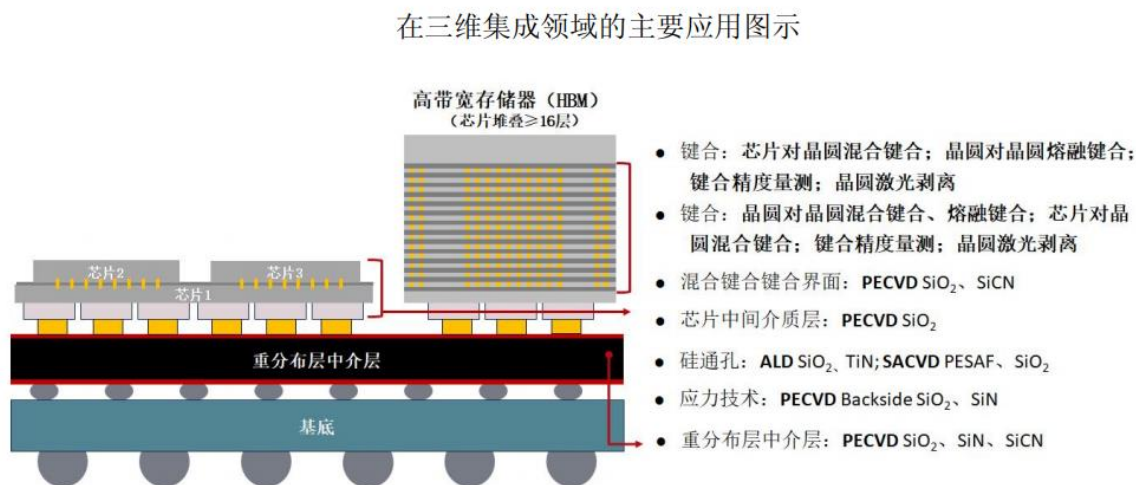 在三维集成领域的主要应用图示
高带宽存储器（HBM）
（芯片堆叠≥16层）
芯片2
芯片3
芯片1
重分布层中介层
基底
● 键合：芯片对晶圆混合键合；晶圆对晶圆熔融键合；
键合精度量测；晶圆激光剥离
● 键合：晶圆对晶圆混合键合、熔融键合；芯片对晶
圆混合键合；键合精度量测；晶圆激光剥离
● 混合键合键合界面：PECVD SiO₂、SiCN
● 芯片中间介质层：PECVD SiO₂
● 硅通孔：ALD SiO₂、TiN; SACVD PESAF、SiO₂
● 应力技术：PECVD Backside SiO₂、SiN
● 重分布层中介层：PECVD SiO₂、SiN、SiCN